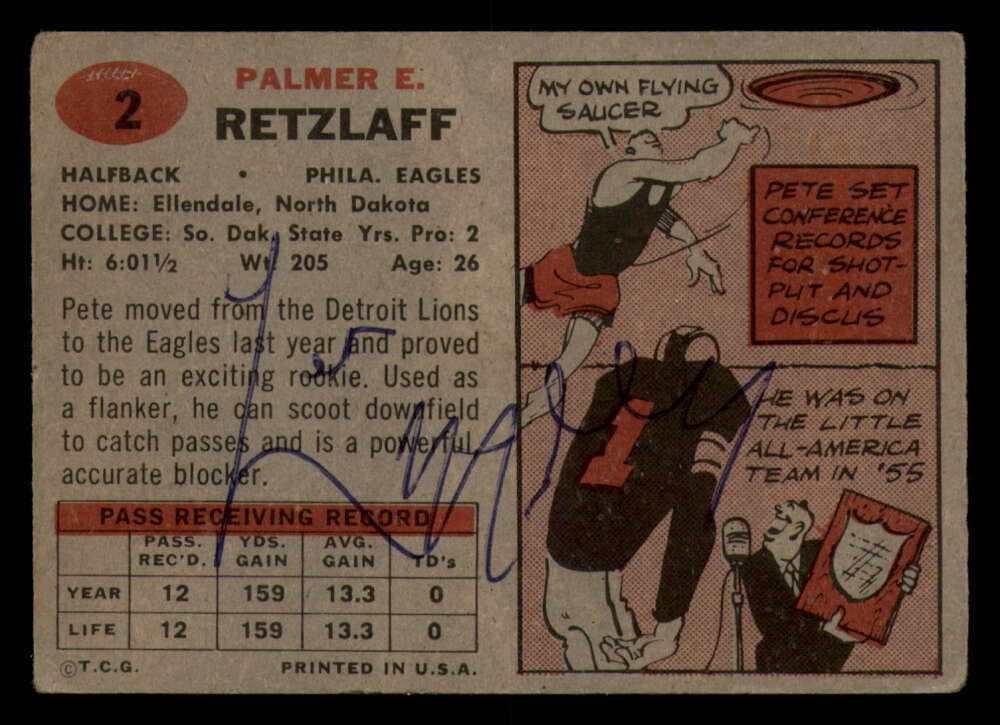 2
PALMER E.
RETZLAFF
HALFBACK • PHILA. EAGLES
HOME: Ellendale, North Dakota
COLLEGE: So. Dak. State Yrs. Pro: 2
Ht: 6:01½ Wt: 205 Age: 26
Pete moved from the Detroit Lions
to the Eagles last year and proved
to be an exciting rookie. Used as
a flanker, he can scoot downfield
to catch passes and is a powerful,
accurate blocker.
PASS RECEIVING RECORD
PASS. REC'D. YDS. GAIN AVG. GAIN TD's
YEAR 12 159 13.3 0
LIFE 12 159 13.3 0
©T.C.G. PRINTED IN U.S.A.
MY OWN FLYING
SAUCER
PETE SET
CONFERENCE
RECORDS
FOR SHOT-
PUT AND
DISCUS
1
HE WAS ON
THE LITTLE
ALL-AMERICA
TEAM IN '55